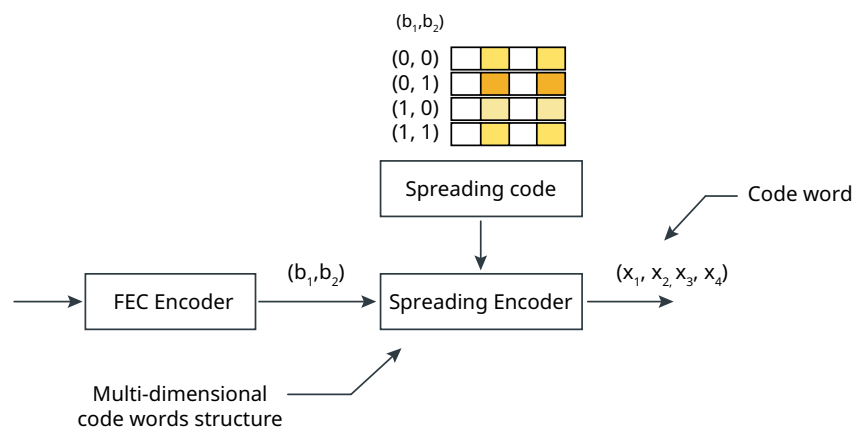 (b₁,b₂)
(0, 0)
(0, 1)
(1, 0)
(1, 1)
Spreading code
Code word
(b₁,b₂)
(x₁, x₂, x₃, x₄)
FEC Encoder
Spreading Encoder
Multi-dimensional
code words structure